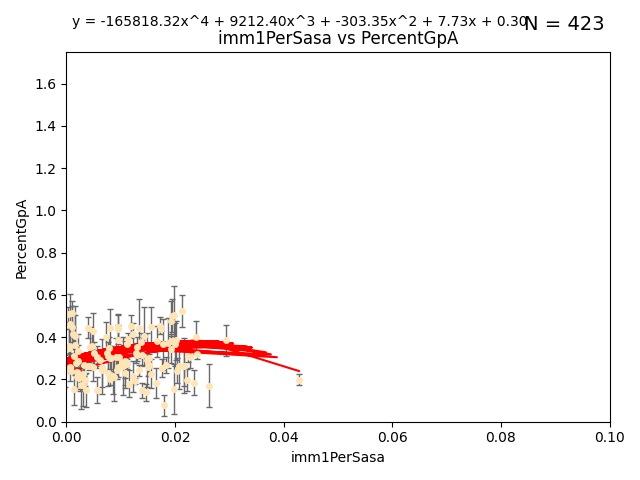 y = -165818.32x^4 + 9212.40x^3 + -303.35x^2 + 7.73x + 0.30
N = 423
imm1PerSasa vs PercentGpA
PercentGpA
1.6
1.4
1.2
1.0
0.8
0.6
0.4
0.2
0.0
0.00 0.02 0.04 0.06 0.08 0.10
imm1PerSasa